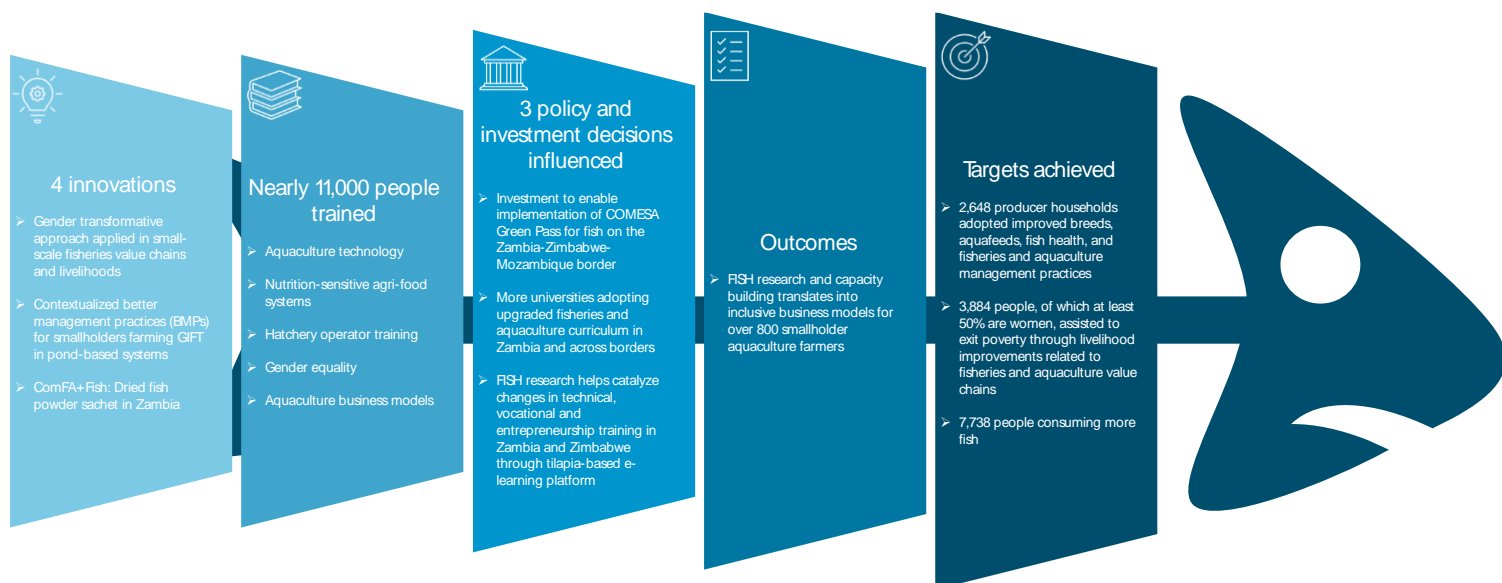 4 innovations
➢ Gender transformative
approach applied in small-
scale fisheries value chains
and livelihoods
➢ Contextualized better
management practices (BMPs)
for smallholders farming GIFT
in pond-based systems
➢ ComFA+Fish: Dried fish
powder sachet in Zambia
Nearly 11,000 people
trained
➢ Aquaculture technology
➢ Nutrition-sensitive agri-food
systems
➢ Hatchery operator training
➢ Gender equality
➢ Aquaculture business models
3 policy and
investment decisions
influenced
➢ Investment to enable
implementation of COMESA
Green Pass for fish on the
Zambia-Zimbabwe-
Mozambique border
➢ More universities adopting
upgraded fisheries and
aquaculture curriculum in
Zambia and across borders
➢ FISH research helps catalyze
changes in technical,
vocational and
entrepreneurship training in
Zambia and Zimbabwe
through tilapia-based e-
learning platform
Outcomes
➢ FISH research and capacity
building translates into
inclusive business models for
over 800 smallholder
aquaculture farmers
Targets achieved
➢ 2,648 producer households
adopted improved breeds,
aquafeeds, fish health, and
fisheries and aquaculture
management practices
➢ 3,884 people, of which at least
50% are women, assisted to
exit poverty through livelihood
improvements related to
fisheries and aquaculture value
chains
➢ 7,738 people consuming more
fish